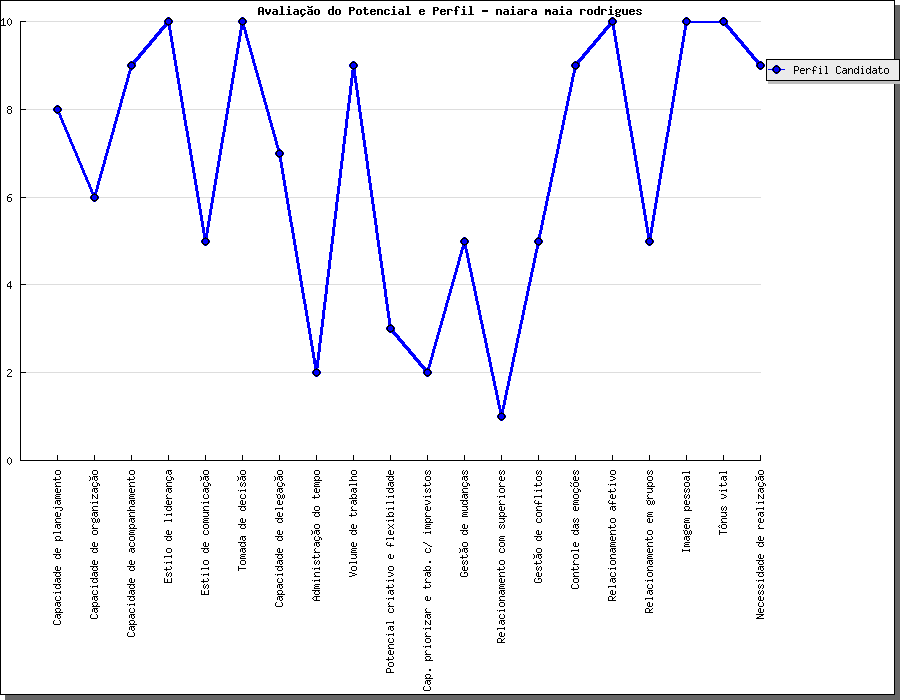 Avaliação do Potencial e Perfil - naiara maia rodrigues
10
8
6
4
2
0
Perfil Candidato
Capacidade de planejamento
Capacidade de organização
Capacidade de acompanhamento
Estilo de liderança
Estilo de comunicação
Tomada de decisão
Capacidade de delegação
Administração do tempo
Volume de trabalho
Potencial criativo e flexibilidade
Cap. priorizar e trab. c/ imprevistos
Gestão de mudanças
Relacionamento com superiores
Gestão de conflitos
Controle das emoções
Relacionamento afetivo
Relacionamento em grupos
Imagem pessoal
Tônus vital
Necessidade de realização